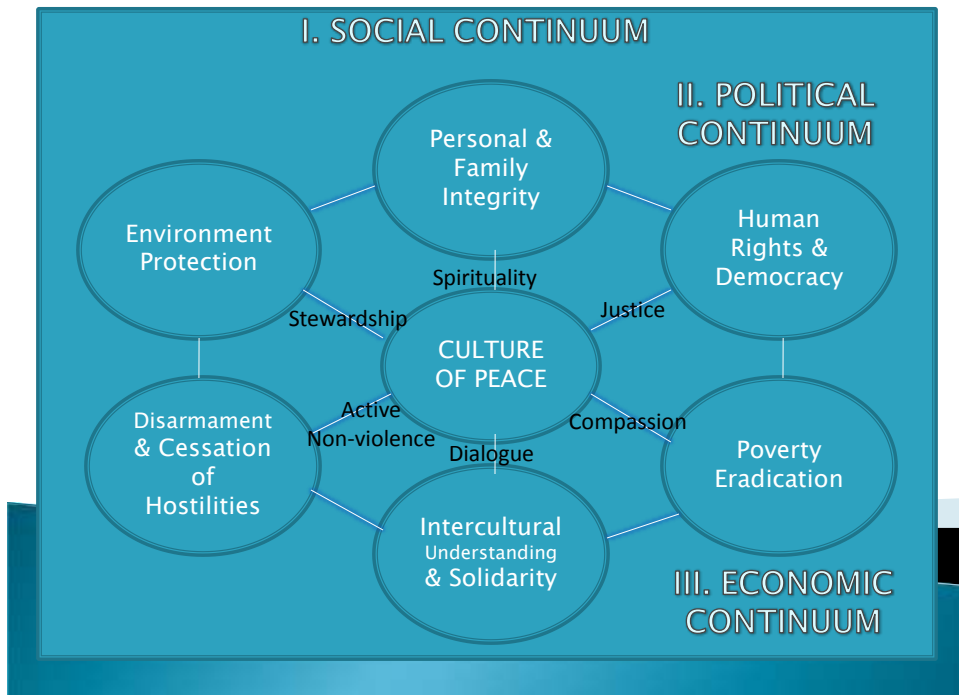 I. SOCIAL CONTINUUM
II. POLITICAL
CONTINUUM
Personal &
Family
Integrity
Environment
Protection
Human
Rights &
Democracy
Spirituality
Stewardship
Justice
CULTURE
OF PEACE
Disarmament
& Cessation
of
Hostilities
Active
Non-violence
Compassion
Dialogue
Poverty
Eradication
Intercultural
Understanding
& Solidarity
III. ECONOMIC
CONTINUUM